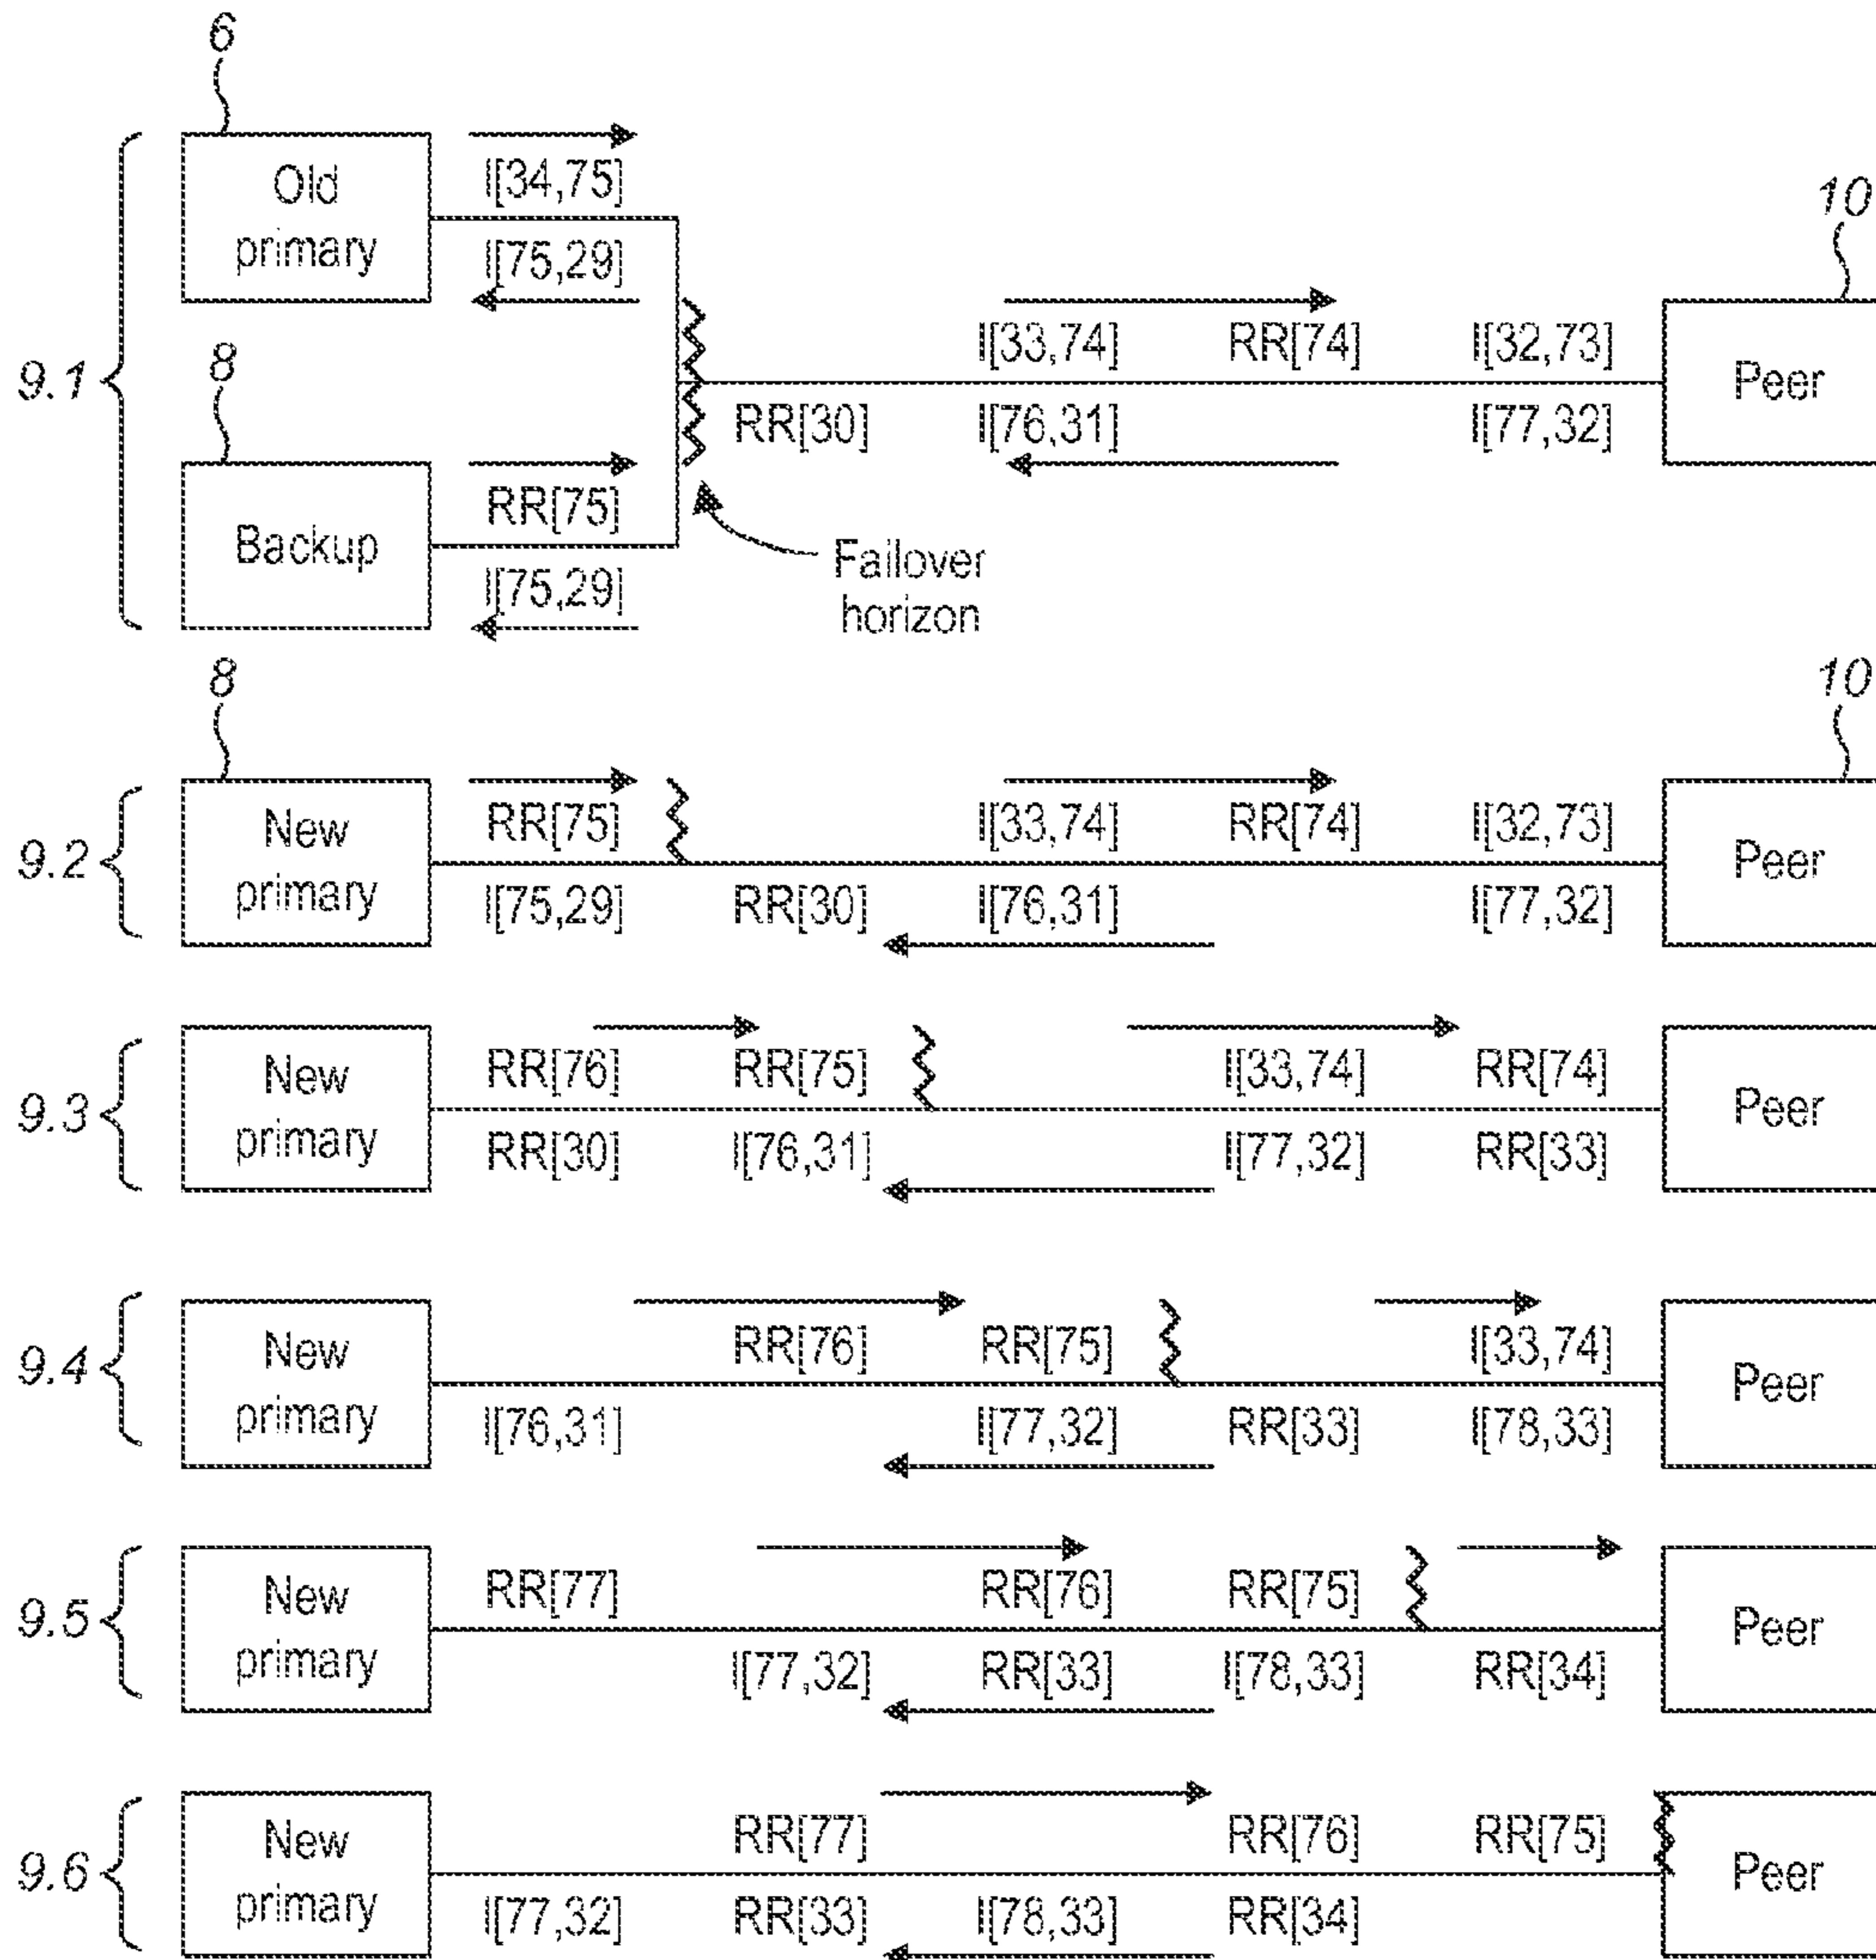 6
Old
primary
I[34,75]
I[75,29]
10
9.1
8
I[33,74] RR[74] I[32,73]
Peer
RR[30] I[76,31] I[77,32]
Backup
RR[75]
I[75,29]
Failover
horizon
8
10
9.2
New
primary
RR[75] I[33,74] RR[74] I[32,73]
Peer
I[75,29] RR[30] I[76,31] I[77,32]
9.3
New
primary
RR[76] RR[75] I[33,74] RR[74]
Peer
RR[30] I[76,31] I[77,32] RR[33]
9.4
New
primary
RR[76] RR[75] I[33,74]
Peer
I[76,31] I[77,32] RR[33] I[78,33]
9.5
New
primary
RR[77] RR[76] RR[75]
Peer
I[77,32] RR[33] I[78,33] RR[34]
9.6
New
primary
RR[77] RR[76] RR[75]
Peer
I[77,32] RR[33] I[78,33] RR[34]